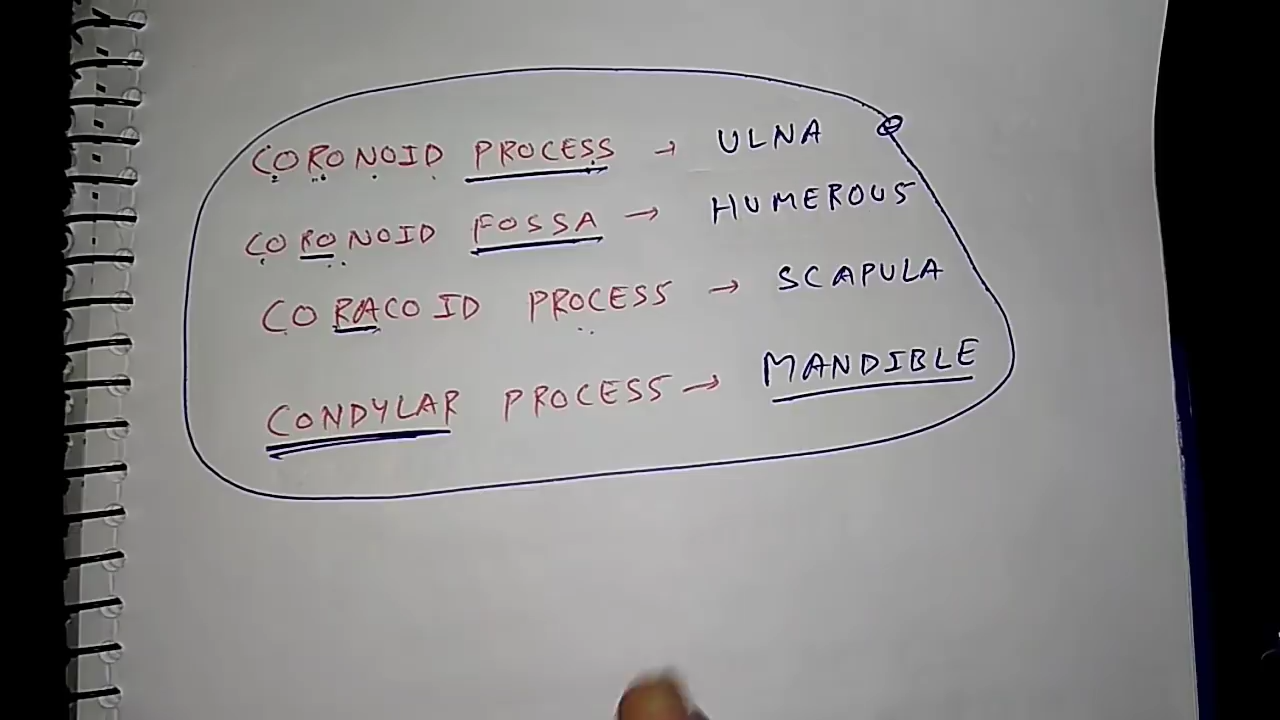 CORONOID PROCESS → ULNA
CORONOID FOSSA → HUMEROUS
CORACOID PROCESS → SCAPULA
CONDYLAR PROCESS → MANDIBLE